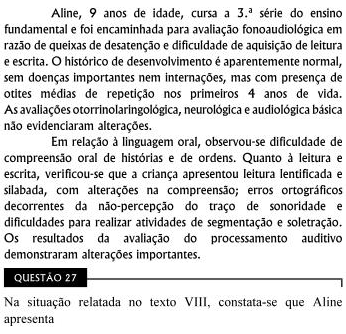 Aline, 9 anos de idade, cursa a 3.ª série do ensino
fundamental e foi encaminhada para avaliação fonoaudiológica em
razão de queixas de desatenção e dificuldade de aquisição de leitura
e escrita. O histórico de desenvolvimento é aparentemente normal,
sem doenças importantes nem internações, mas com presença de
otites médias de repetição nos primeiros 4 anos de vida.
As avaliações otorrinolaringológica, neurológica e audiológica básica
não evidenciaram alterações.
Em relação à linguagem oral, observou-se dificuldade de
compreensão oral de histórias e de ordens. Quanto à leitura e
escrita, verificou-se que a criança apresentou leitura lentificada e
silabada, com alterações na compreensão; erros ortográficos
decorrentes da não-percepção do traço de sonoridade e
dificuldades para realizar atividades de segmentação e soletração.
Os resultados da avaliação do processamento auditivo
demonstraram alterações importantes.
QUESTÃO 27
Na situação relatada no texto VIII, constata-se que Aline
apresenta